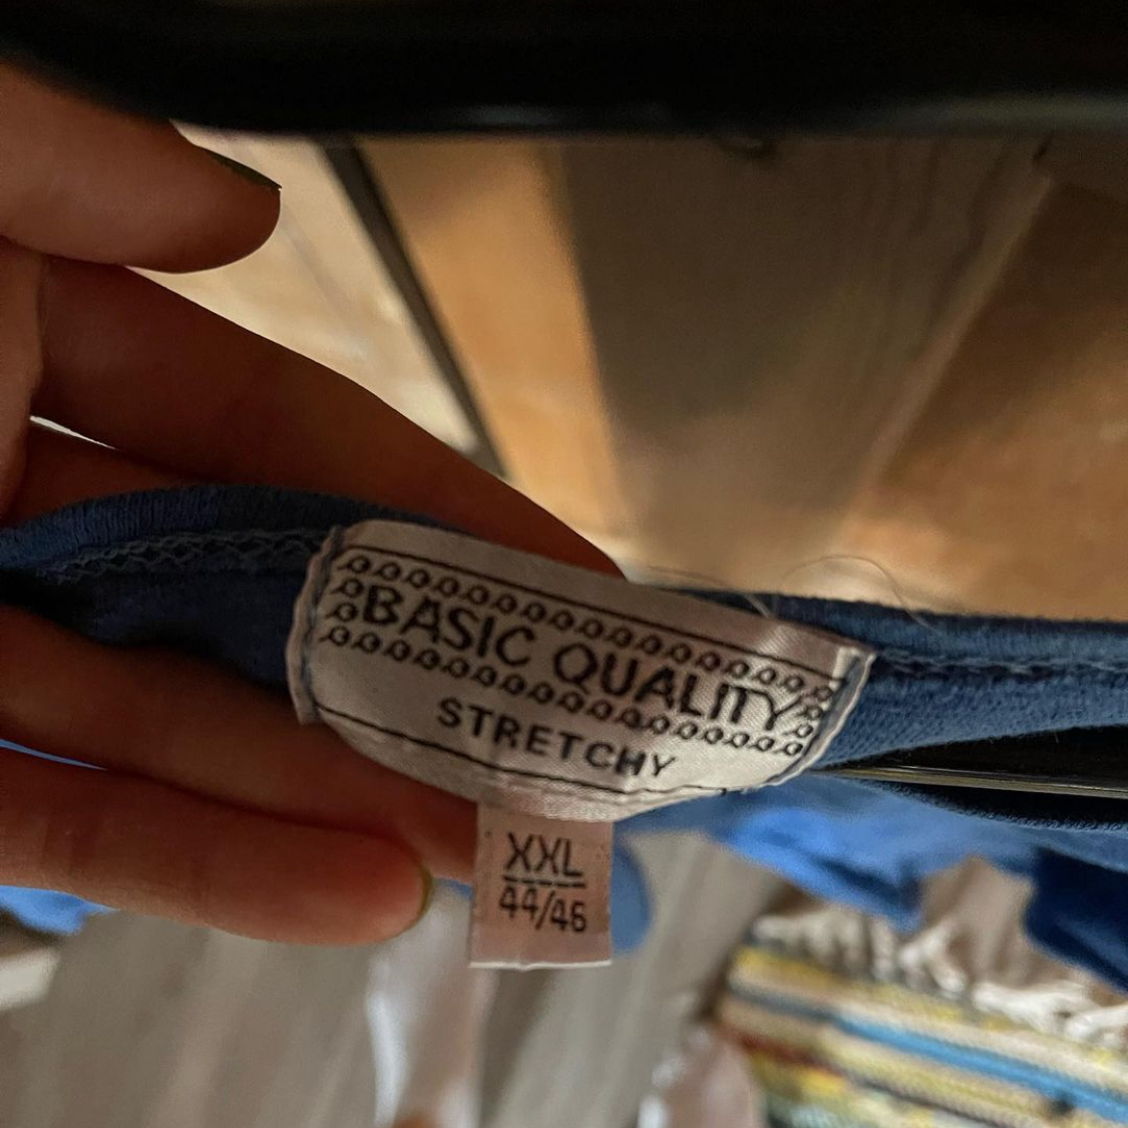 BASIC QUALITY
STRETCHY
XXL
44/46